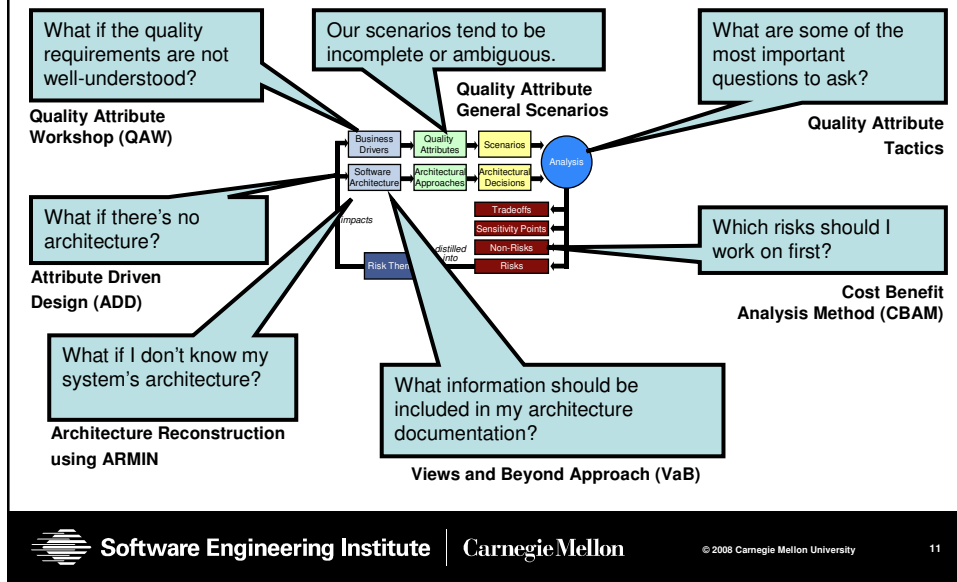 What if the quality
requirements are not
well-understood?
Quality Attribute
Workshop (QAW)
Our scenarios tend to be
incomplete or ambiguous.
Quality Attribute
General Scenarios
What are some of the
most important
questions to ask?
Quality Attribute
Tactics
Business
Drivers
Quality
Attributes
Scenarios
Analysis
Software
Architecture
Architectural
Approaches
Architectural
Decisions
impacts
Tradeoffs
Sensitivity Points
Non-Risks
Risks
distilled
into
Risk Them
What if there's no
architecture?
Attribute Driven
Design (ADD)
Which risks should I
work on first?
Cost Benefit
Analysis Method (CBAM)
What if I don't know my
system's architecture?
Architecture Reconstruction
using ARMIN
What information should be
included in my architecture
documentation?
Views and Beyond Approach (VaB)
Software Engineering Institute
Carnegie Mellon
© 2008 Carnegie Mellon University
11